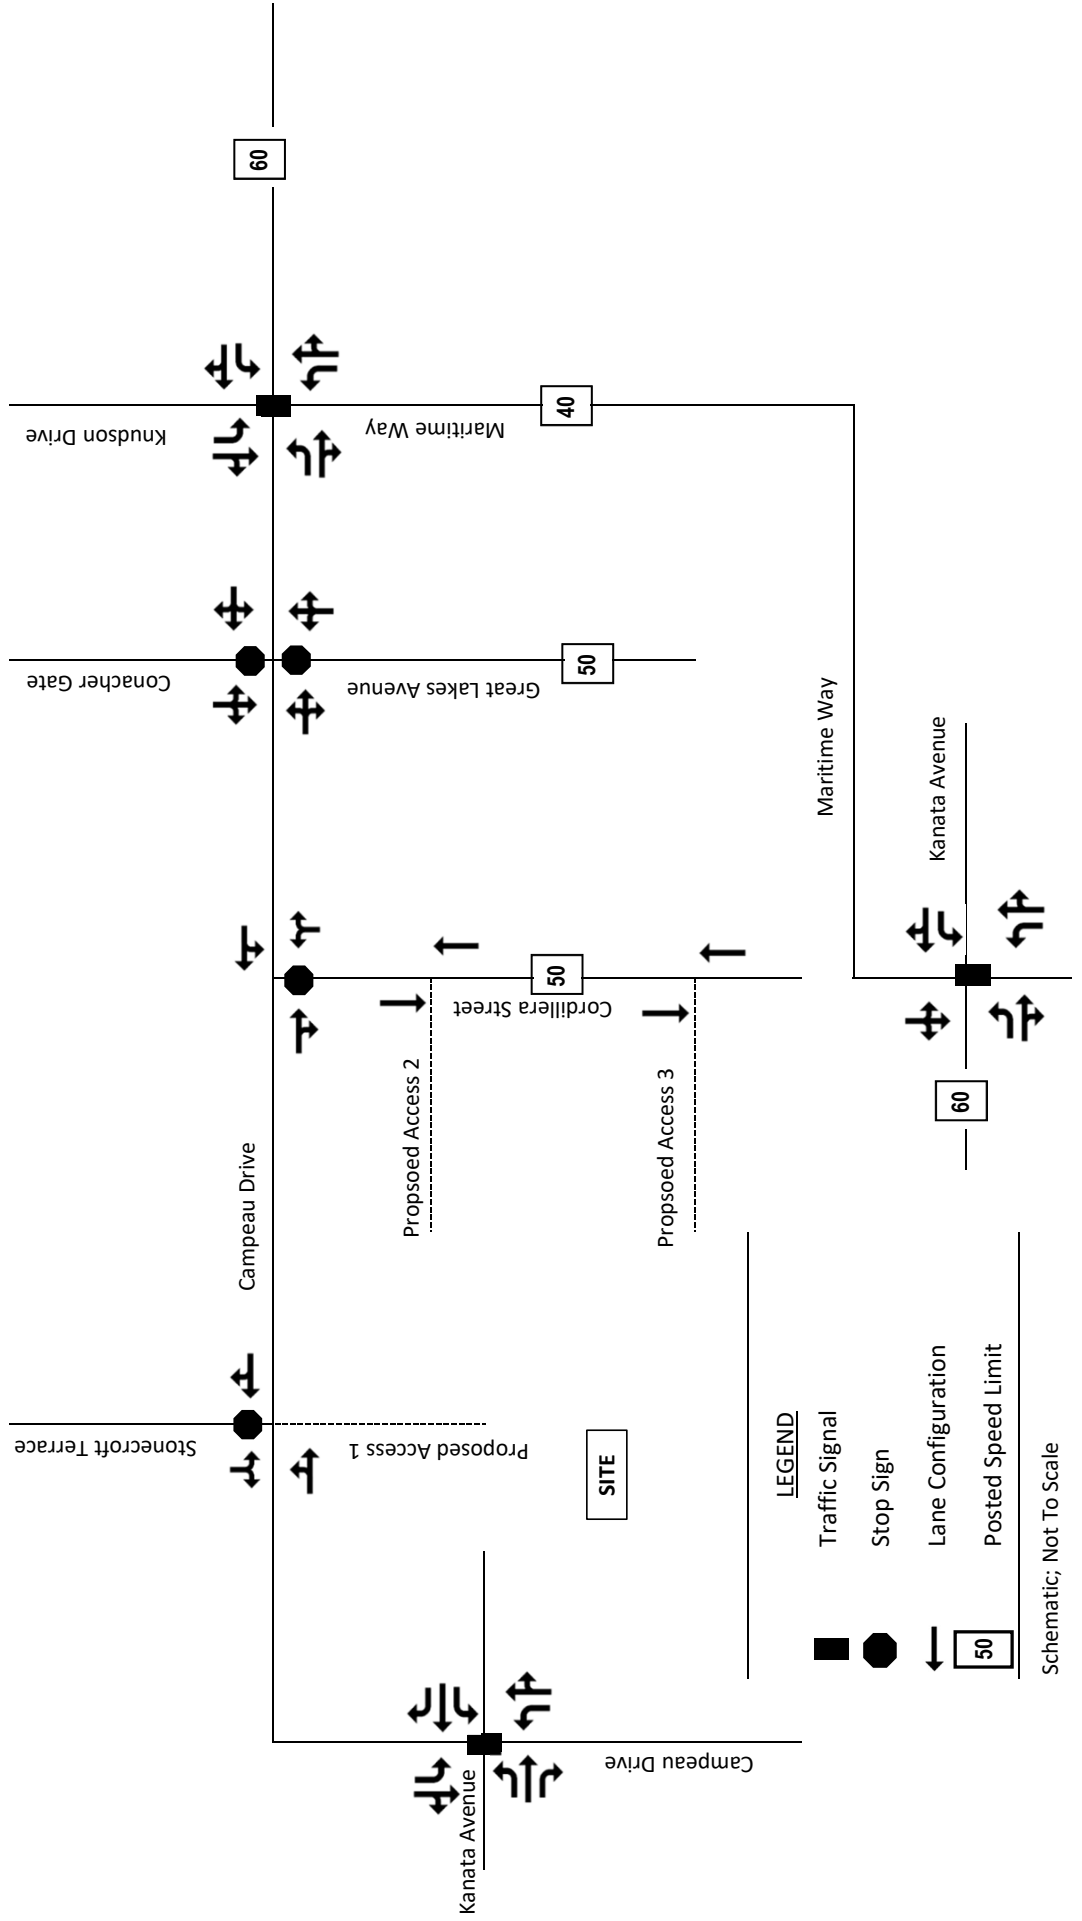 60
Knudson Drive
Maritime Way
40
Conacher Gate
Great Lakes Avenue
50
Maritime Way
Kanata Avenue
Cordillera Street
50
Propsoed Access 2
Propsoed Access 3
60
Campeau Drive
Stonecroft Terrace
Proposed Access 1
SITE
Kanata Avenue
Campeau Drive
LEGEND
Traffic Signal
Stop Sign
Lane Configuration
50
Posted Speed Limit
Schematic; Not To Scale